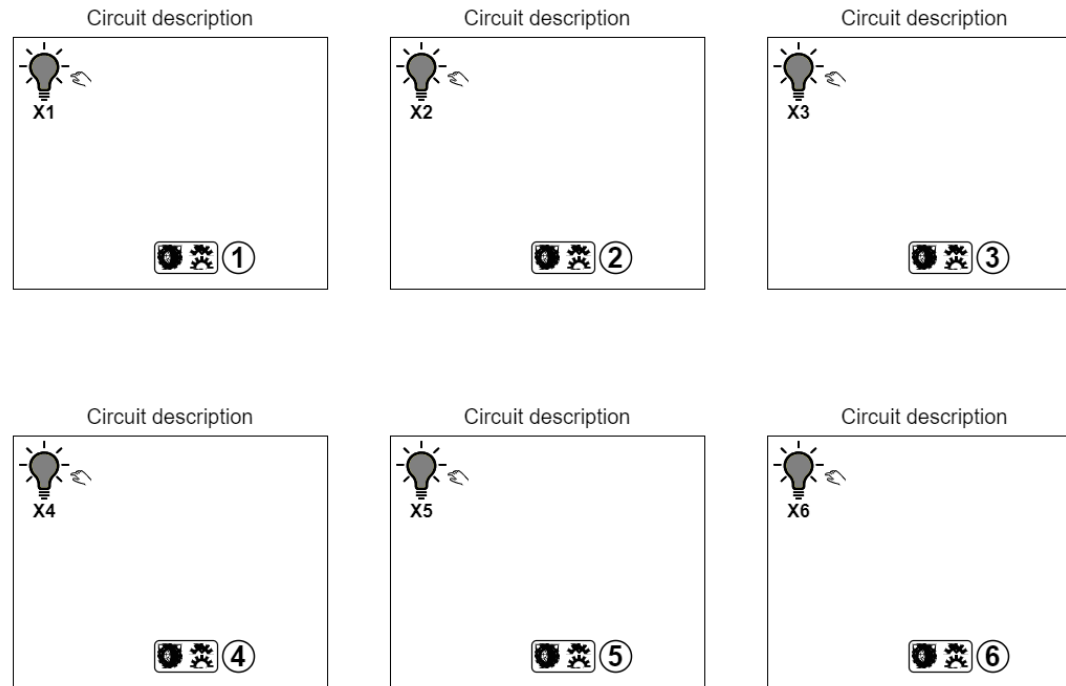 Circuit description Circuit description Circuit description
X1 X2 X3
1 2 3
Circuit description Circuit description Circuit description
X4 X5 X6
4 5 6